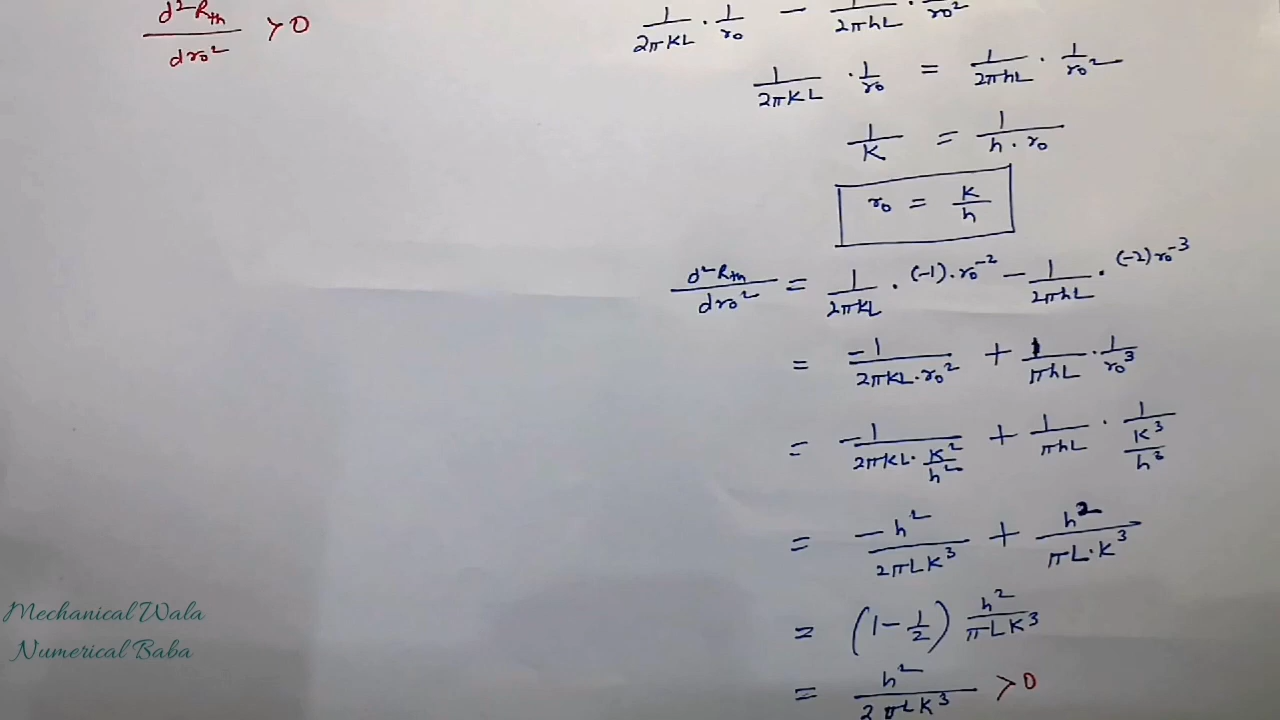 d²Rth / dr₀² > 0
1/2πKL · 1/r₀ − 1/2πhL · 1/r₀²
1/2πKL · 1/r₀ = 1/2πhL · 1/r₀²
1/K = 1/h·r₀
r₀ = K/h
d²Rth/dr₀² = 1/2πKL · (-1)·r₀⁻² − 1/2πhL · (-2)r₀⁻³
= -1/2πKL·r₀² + 1/πhL · 1/r₀³
= -1/2πKL·K²/h² + 1/πhL · 1/K³/h³
= -h²/2πLK³ + h²/πL·K³
= (1 - 1/2) h²/πLK³
= h²/2πLK³ > 0
Mechanical Wala
Numerical Baba